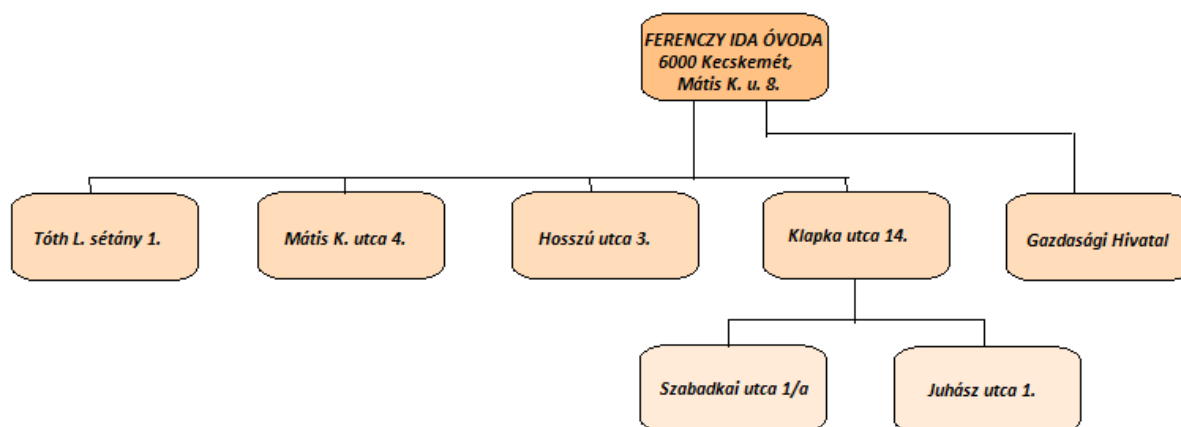 FERENCZY IDA ÓVODA
6000 Kecskemét,
Mátis K. u. 8.
Tóth L. sétány 1.
Mátis K. utca 4.
Hosszú utca 3.
Klapka utca 14.
Gazdasági Hivatal
Szabadkai utca 1/a
Juhász utca 1.